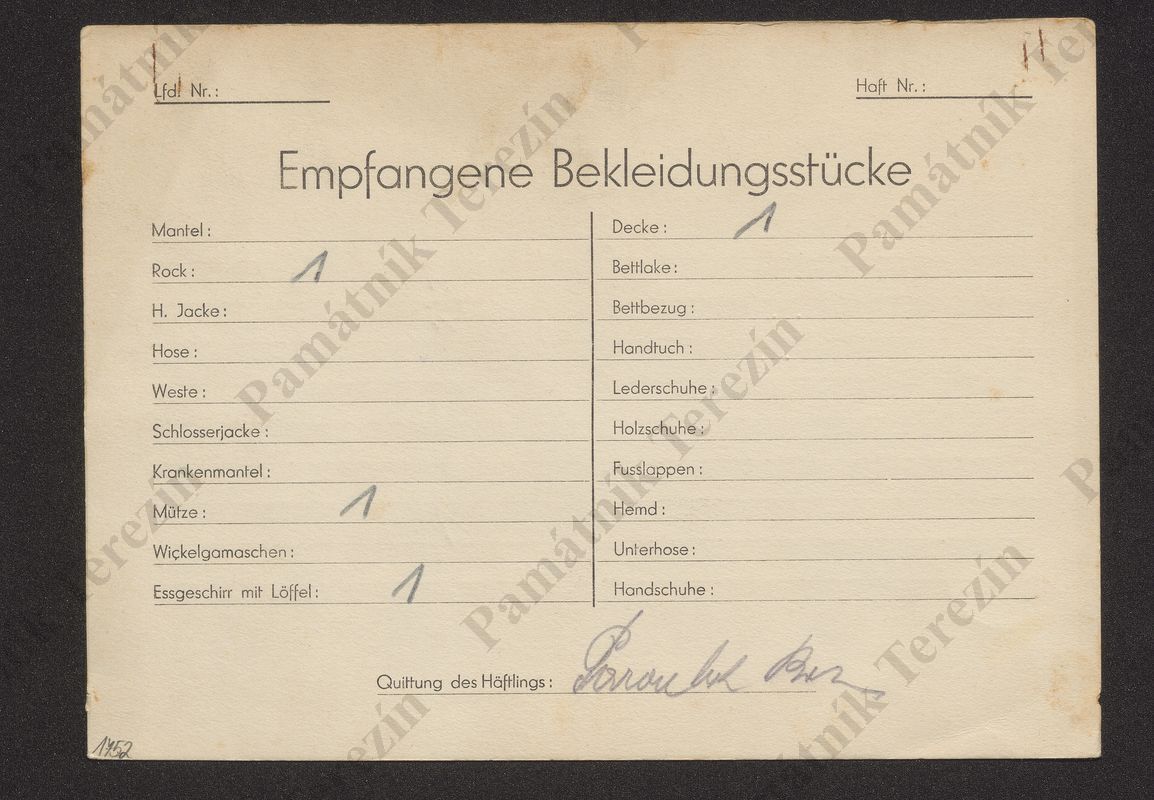 Lfd. Nr.:
Haft Nr.:
Empfangene Bekleidungsstücke
Mantel:
Rock: 1
H. Jacke:
Hose:
Weste:
Schlosserjacke:
Krankenmantel:
Mütze: 1
Wickelgamaschen:
Essgeschirr mit Löffel: 1
Decke: 1
Bettlake:
Bettbezug:
Handtuch:
Lederschuhe:
Holzschuhe:
Fusslappen:
Hemd:
Unterhose:
Handschuhe:
Quittung des Häftlings:
1752
Památník Terezín